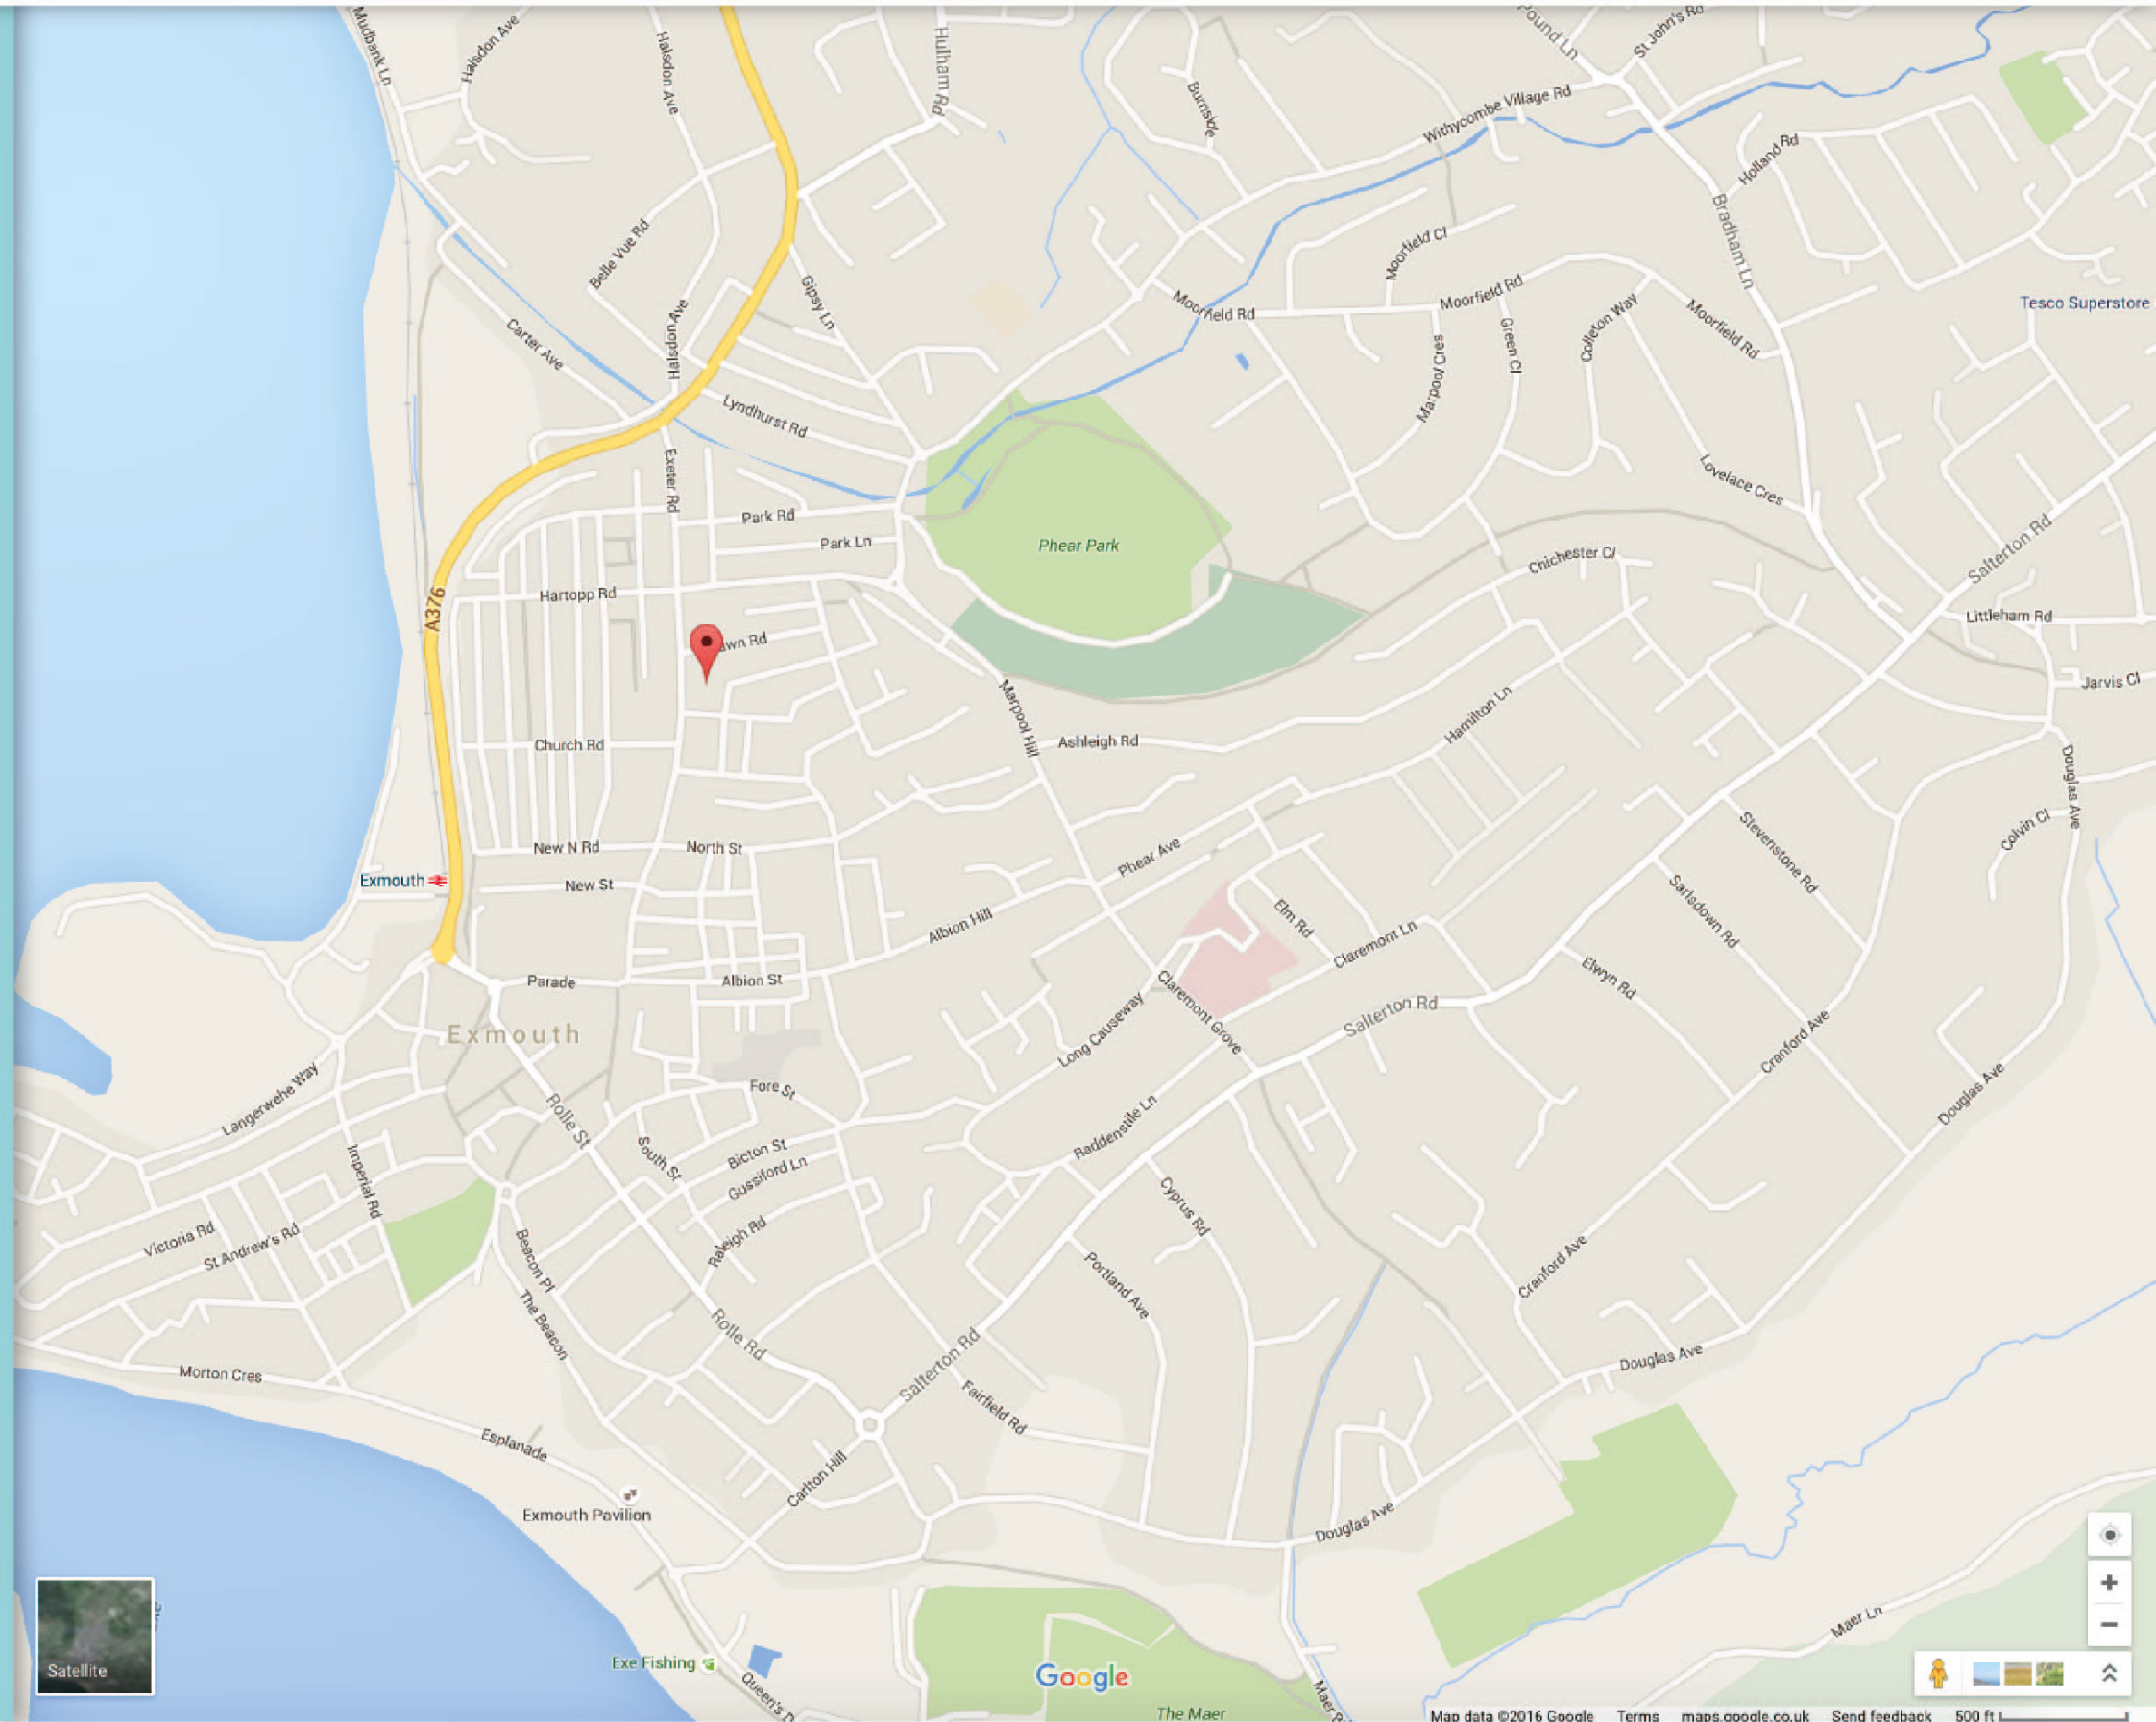 Mudbank Ln
Halsdon Ave
Halsdon Ave
Hulham Rd
Burnside
Pound Ln
St John's Rd
Withycombe Village Rd
Holland Rd
Bradham Ln
Belle Vue Rd
Gipsy Ln
Moorfield Cl
Moorfield Rd
Moorfield Rd
Moorfield Rd
Colleton Way
Green Cl
Marpool Cres
Tesco Superstore
Carter Ave
Halsdon Ave
Lyndhurst Rd
Exeter Rd
Lovelace Cres
Park Rd
Park Ln
Phear Park
Salterton Rd
Chichester Cl
A376
Hartopp Rd
Littleham Rd
Jarvis Cl
Marpool Hill
Ashleigh Rd
Hamilton Ln
Church Rd
Douglas Ave
Colvin Cl
Stevenstone Rd
New N Rd
North St
Phear Ave
Exmouth
New St
Sarlsdown Rd
Elm Rd
Albion Hill
Claremont Ln
Elwyn Rd
Parade
Albion St
Claremont Grove
Long Causeway
Salterton Rd
Exmouth
Cranford Ave
Fore St
Langerwehe Way
Rolle St
Raddenstile Ln
Douglas Ave
South St
Bicton St
Gussiford Ln
Imperial Rd
Cyprus Rd
Victoria Rd
St Andrew's Rd
Raleigh Rd
Beacon Pl
Portland Ave
Cranford Ave
The Beacon
Rolle Rd
Salterton Rd
Douglas Ave
Morton Cres
Fairfield Rd
Esplanade
Carlton Hill
Exmouth Pavilion
Douglas Ave
Maer Ln
Satellite
Exe Fishing
Queen's
Google
Maer
The Maer
Map data ©2016 Google Terms maps.google.co.uk Send feedback 500 ft